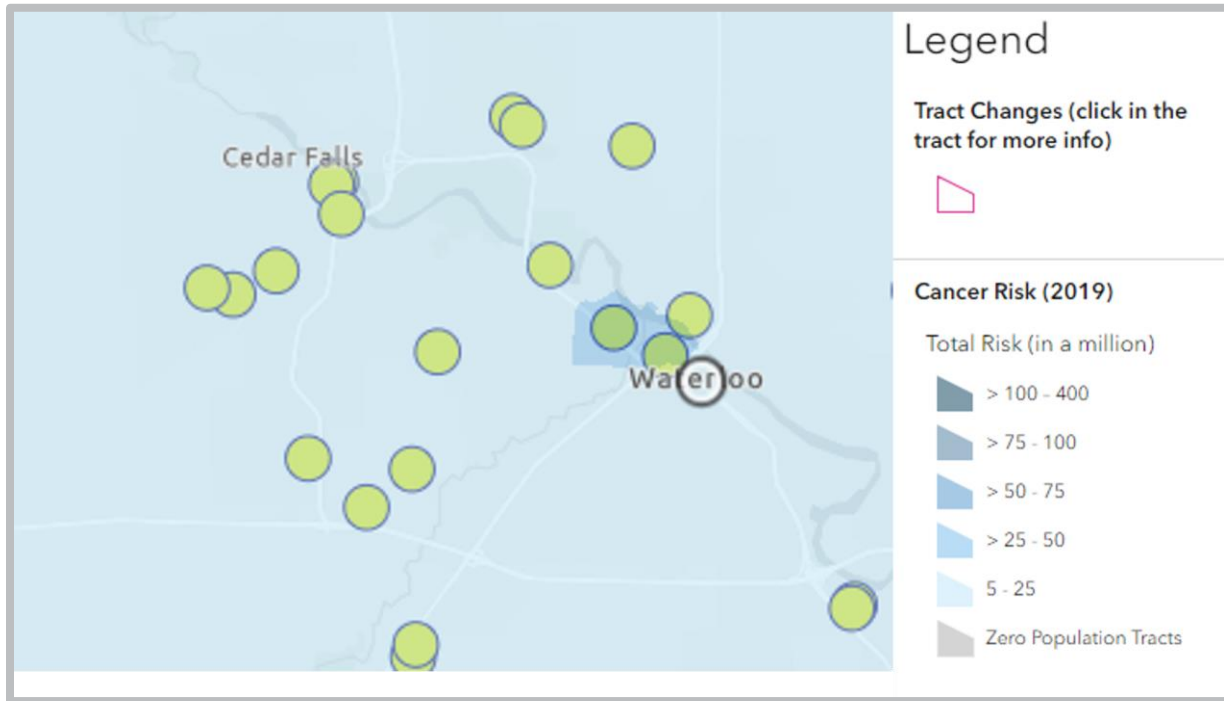 Legend
Tract Changes (click in the
tract for more info)
Cedar Falls
Waterloo
Cancer Risk (2019)
Total Risk (in a million)
> 100 - 400
> 75 - 100
> 50 - 75
> 25 - 50
5 - 25
Zero Population Tracts